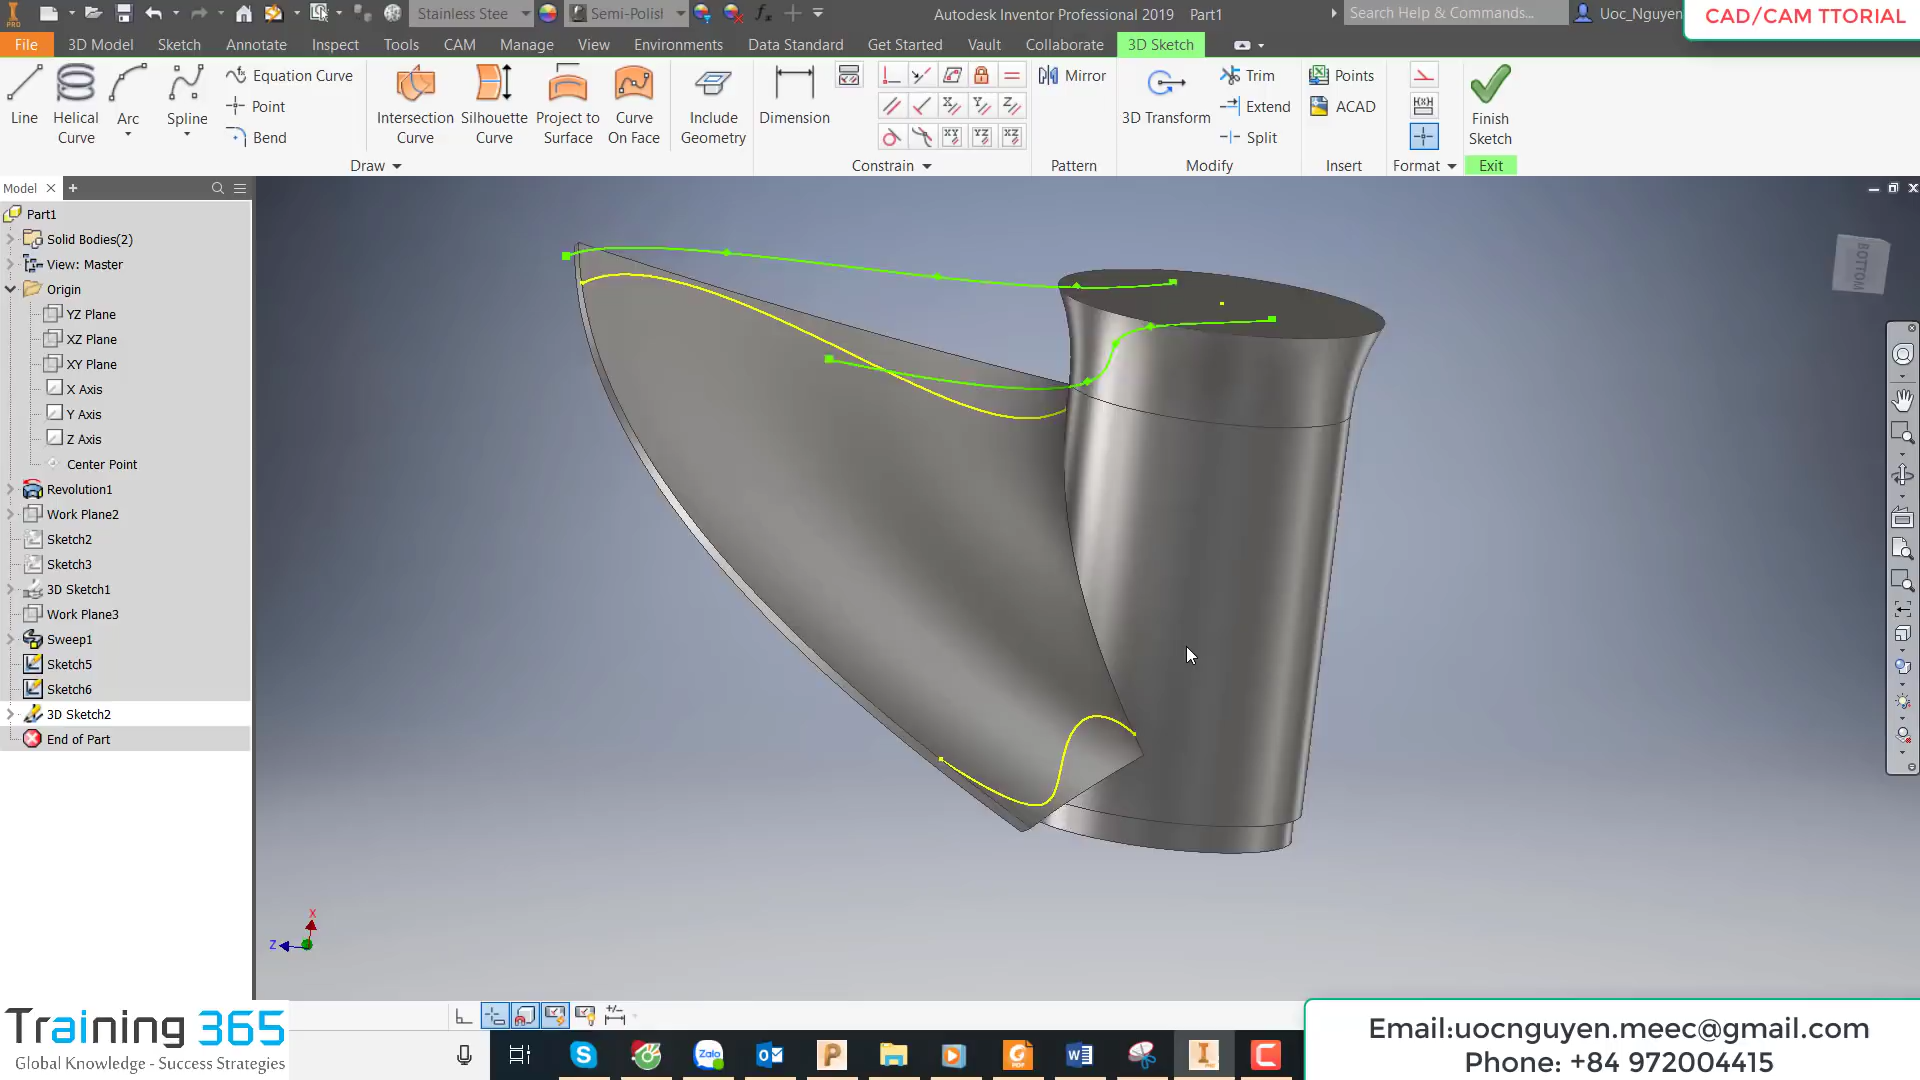 Stainless Stee
Semi-Polisl
Autodesk Inventor Professional 2019 Part1
Search Help & Commands...
Uoc_Nguyen
CAD/CAM TTORIAL
File 3D Model Sketch Annotate Inspect Tools CAM Manage View Environments Data Standard Get Started Vault Collaborate 3D Sketch
Line
Helical
Curve
Arc
Spline
Equation Curve
Point
Bend
Intersection
Curve
Silhouette
Curve
Project to
Surface
Curve
On Face
Include
Geometry
Dimension
Mirror
3D Transform
Trim
Extend
Split
Points
ACAD
Finish
Sketch
Draw
Constrain
Pattern
Modify
Insert
Format
Exit
Model
Part1
Solid Bodies(2)
View: Master
Origin
YZ Plane
XZ Plane
XY Plane
X Axis
Y Axis
Z Axis
Center Point
Revolution1
Work Plane2
Sketch2
Sketch3
3D Sketch1
Work Plane3
Sweep1
Sketch5
Sketch6
3D Sketch2
End of Part
BOTTOM
X
Z
Training 365
Global Knowledge - Success Strategies
Zalo
Email:uocnguyen.meec@gmail.com
Phone: +84 972004415